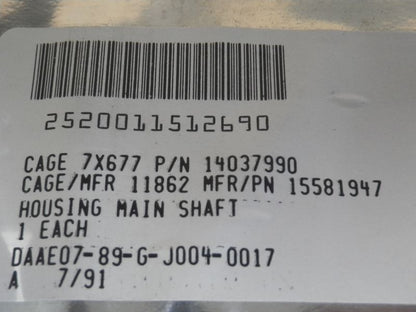 2520011512690
CAGE 7X677 P/N 14037990
CAGE/MFR 11862 MFR/PN 15581947
HOUSING MAIN SHAFT
1 EACH
DAAE07-89-G-J004-0017
A 7/91